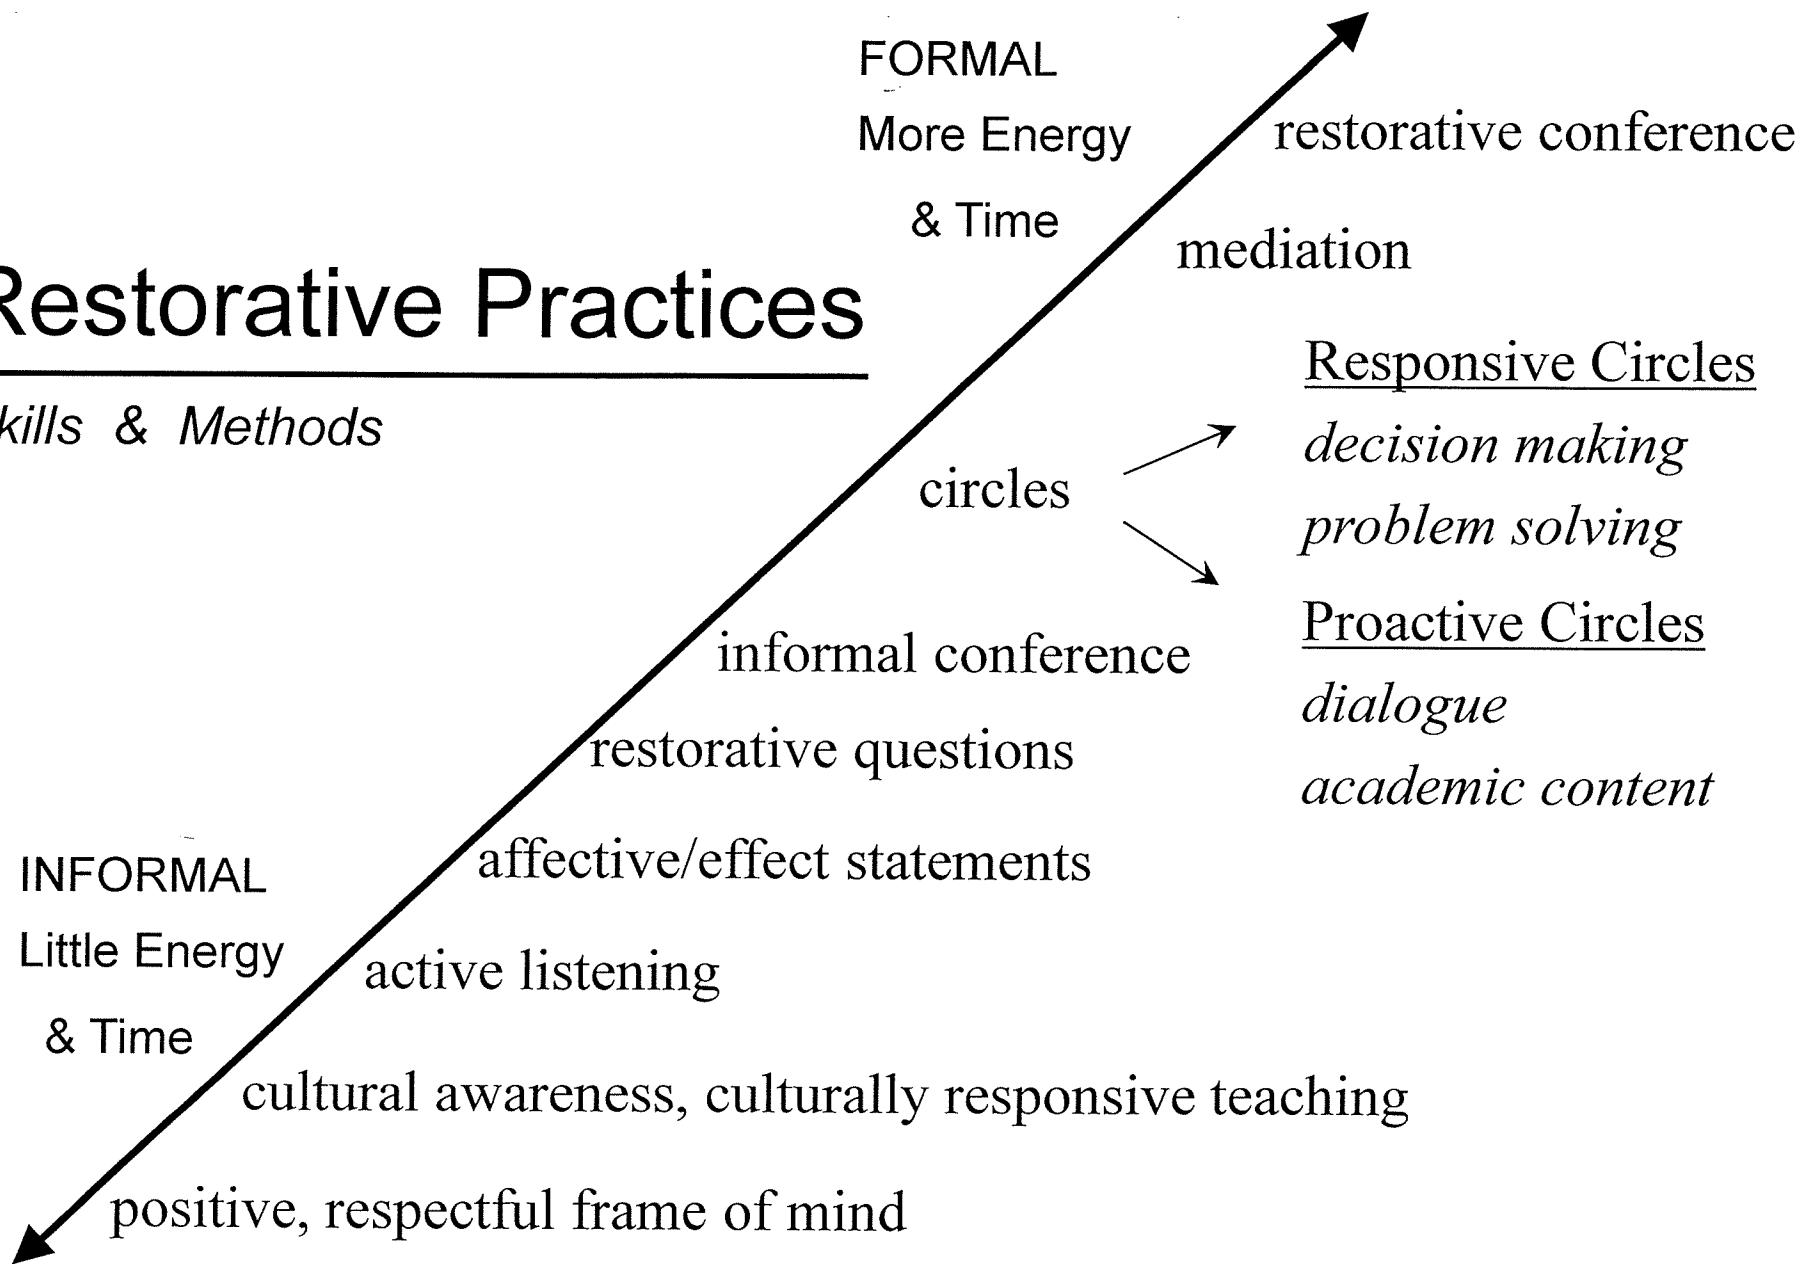 FORMAL
More Energy
& Time
restorative conference
mediation
Restorative Practices
kills & Methods
Responsive Circles
decision making
problem solving
circles
Proactive Circles
dialogue
academic content
informal conference
restorative questions
affective/effect statements
INFORMAL
Little Energy
& Time
active listening
cultural awareness, culturally responsive teaching
positive, respectful frame of mind